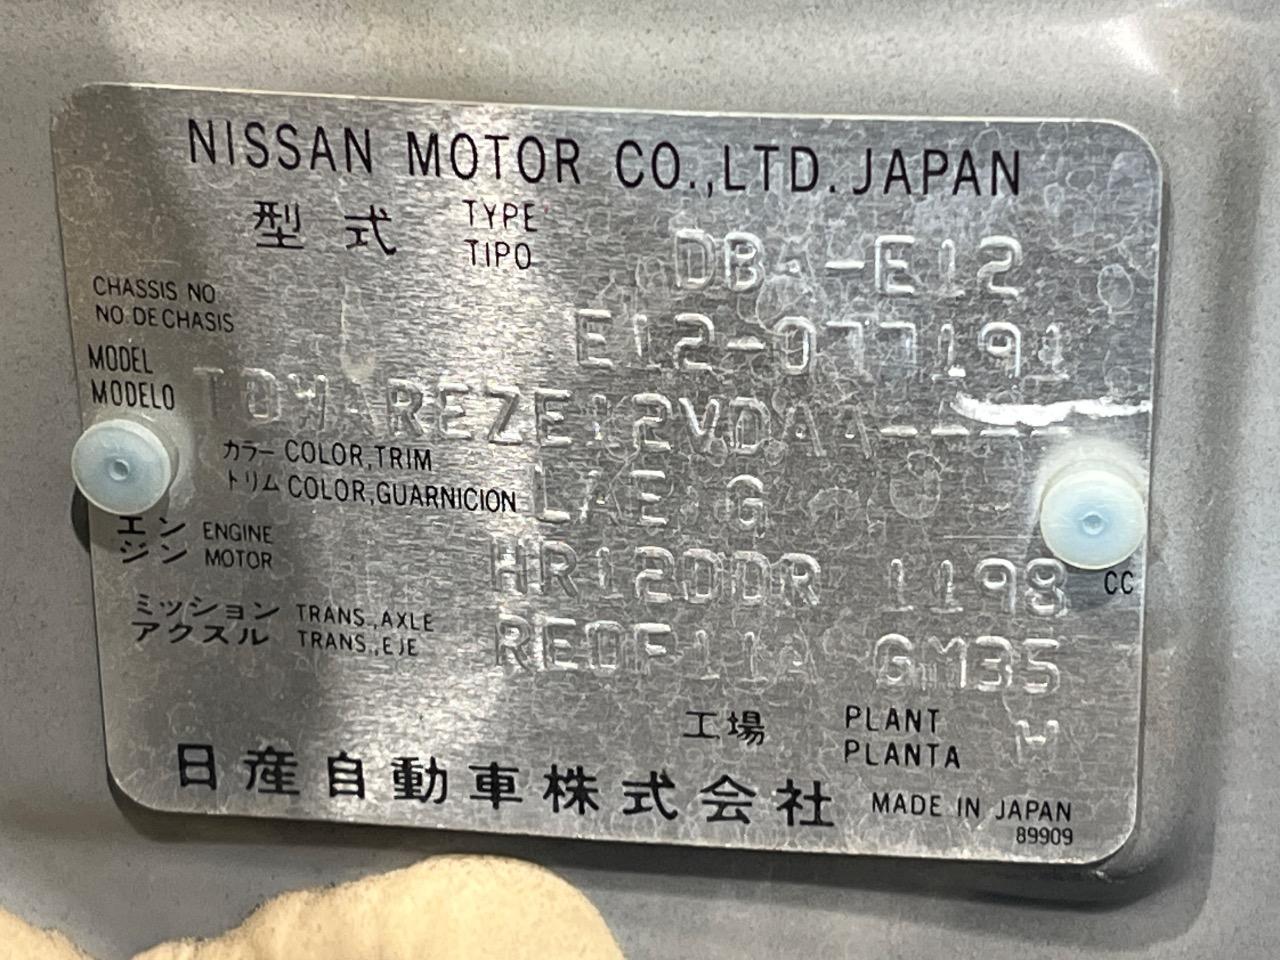 NISSAN MOTOR CO.,LTD. JAPAN
型式 TYPE TIPO DBA-E12
CHASSIS NO. NO. DE CHASIS E12-077191
MODEL MODELO TDWAREZE12VDAA-----
カラー COLOR,TRIM
トリム COLOR,GUARNICION LAE G
エンジン ENGINE MOTOR HR12DDR 1198 CC
ミッション TRANS.,AXLE
アクスル TRANS.,EJE RE0F11A GM35
工場 PLANT PLANTA W
日産自動車株式会社 MADE IN JAPAN
89909